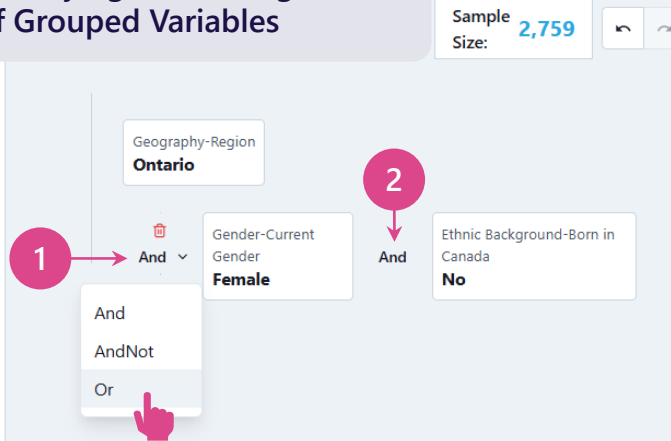 f Grouped Variables
Sample
Size:
2,759
Geography-Region
Ontario
2
1
And
Gender-Current
Gender
Female
And
Ethnic Background-Born in
Canada
No
And
AndNot
Or